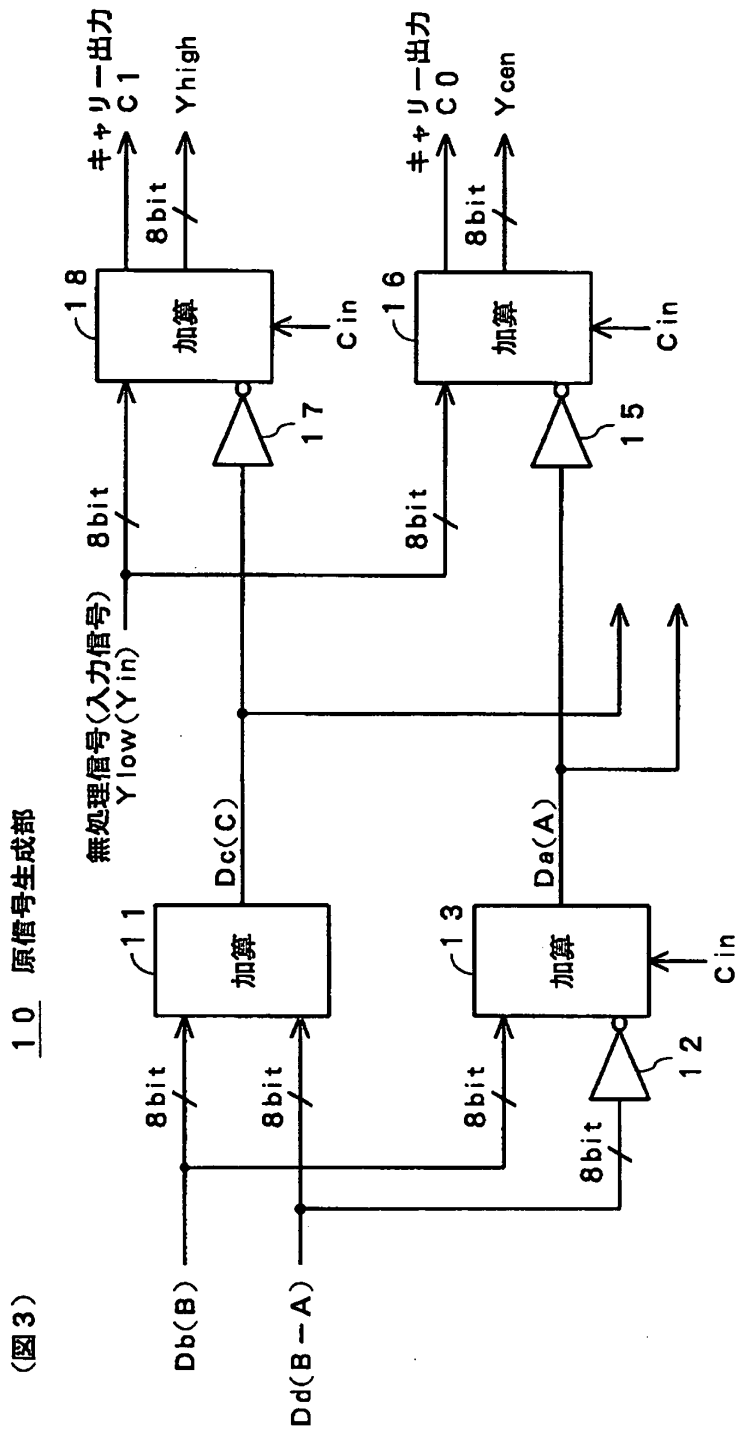 (図3)
10 原信号生成部
無処理信号(入力信号)
Ylow(Yin)
8bit
18
加算
キャリー出力
C1
8bit
Yhigh
17
Cin
Db(B)
8bit
11
加算
Dc(C)
Dd(B-A)
8bit
8bit
16
加算
キャリー出力
C0
8bit
Ycen
15
Cin
8bit
13
加算
Da(A)
8bit
12
Cin